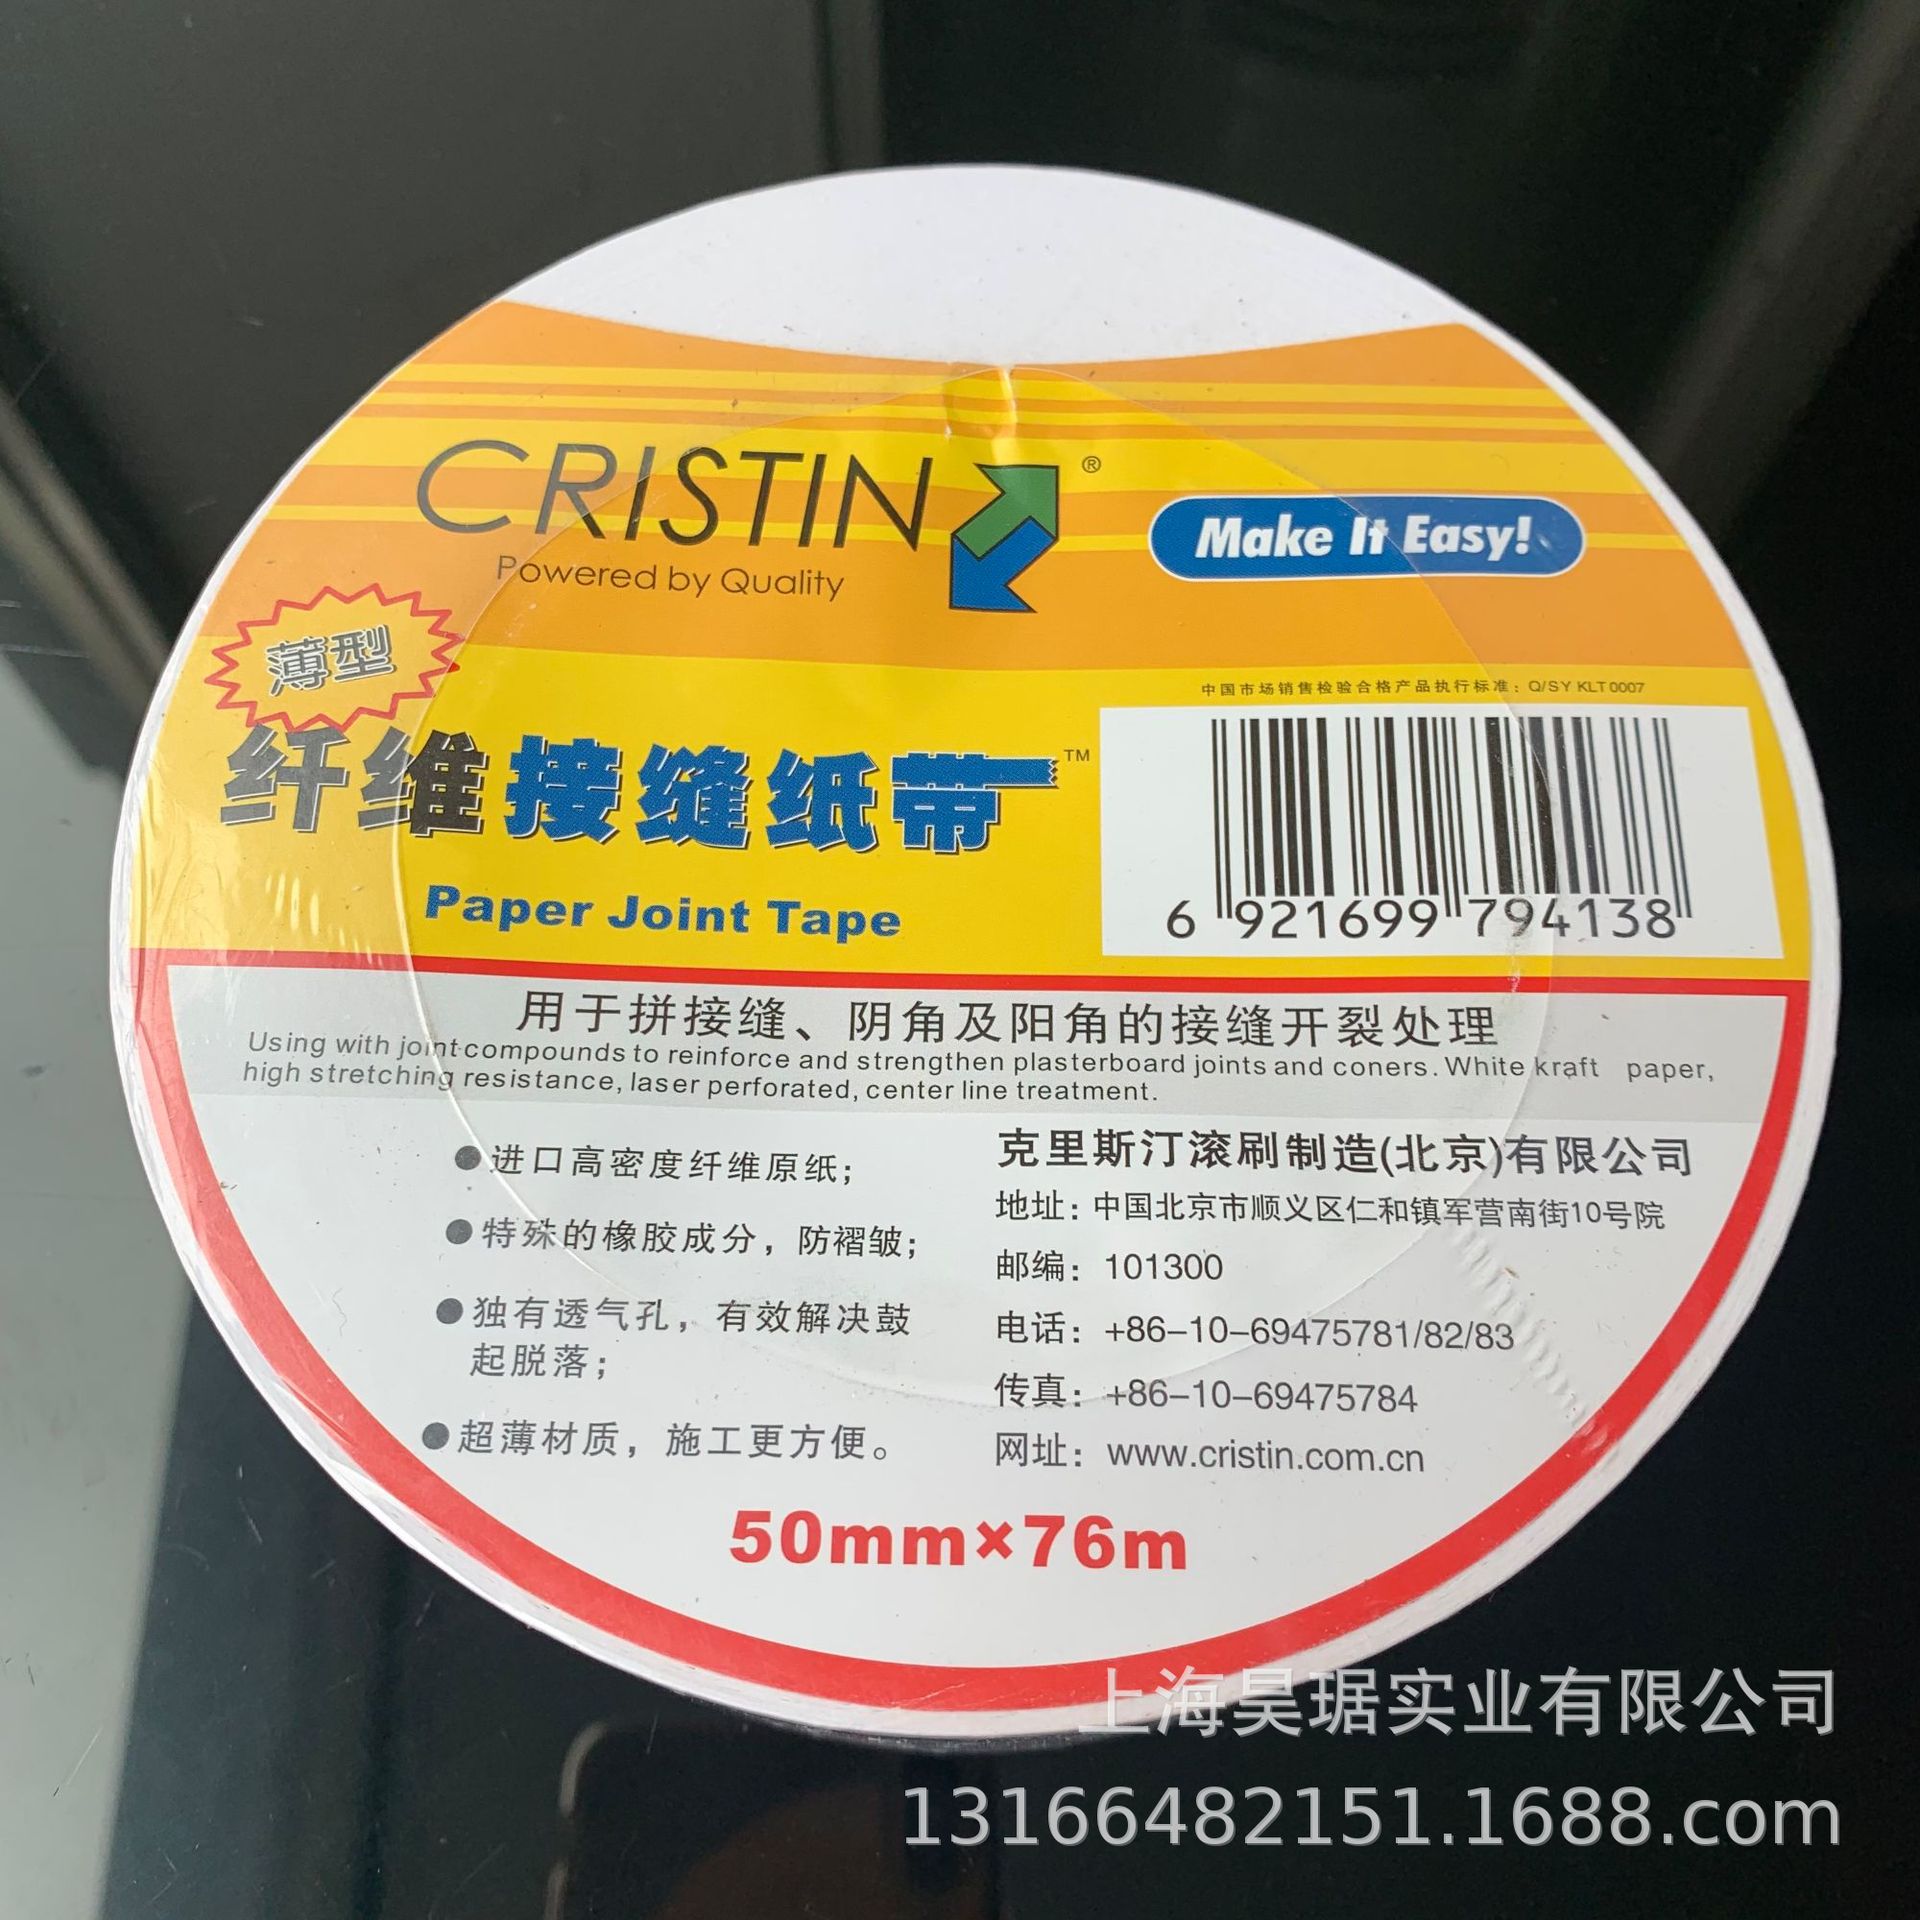 CRISTIN ®
Powered by Quality
Make It Easy!
薄型
中国市场销售检验合格产品执行标准：Q/SY KLT0007
纤维接缝纸带™
Paper Joint Tape
6 921699 794138
用于拼接缝、阴角及阳角的接缝开裂处理
Using with joint compounds to reinforce and strengthen plasterboard joints and coners. White kraft paper,
high stretching resistance, laser perforated, center line treatment.
●进口高密度纤维原纸；
●特殊的橡胶成分，防褶皱；
●独有透气孔，有效解决鼓
起脱落；
●超薄材质，施工更方便。
克里斯汀滚刷制造(北京)有限公司
地址：中国北京市顺义区仁和镇军营南街10号院
邮编：101300
电话：+86-10-69475781/82/83
传真：+86-10-69475784
网址：www.cristin.com.cn
50mm×76m
上海昊琚实业有限公司
13166482151.1688.com